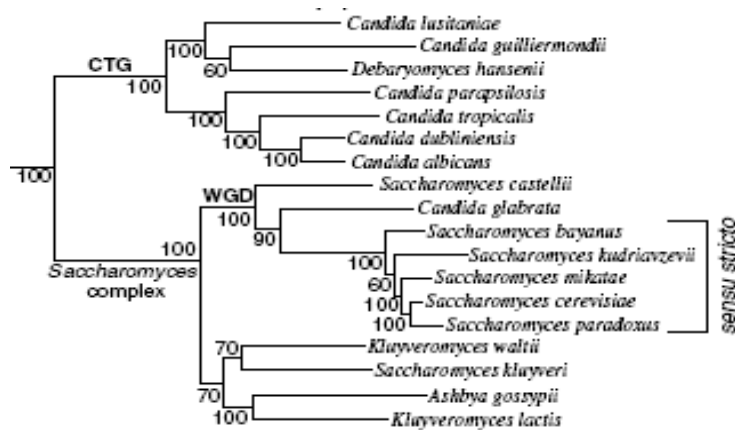 Candida lusitaniae
100
Candida guilliermondii
CTG
60
Debaryomyces hansenii
100
Candida parapsilosis
100
Candida tropicalis
100
Candida dubliniensis
100
Candida albicans
100
Saccharomyces castellii
WGD
100
Candida glabrata
90
Saccharomyces bayanus
100
Saccharomyces kudriavzevii
60
Saccharomyces mikatae
100
Saccharomyces cerevisiae
100
Saccharomyces paradoxus
sensu stricto
100
Saccharomyces
complex
70
Kluyveromyces waltii
Saccharomyces kluyveri
70
Ashbya gossypii
100
Kluyveromyces lactis